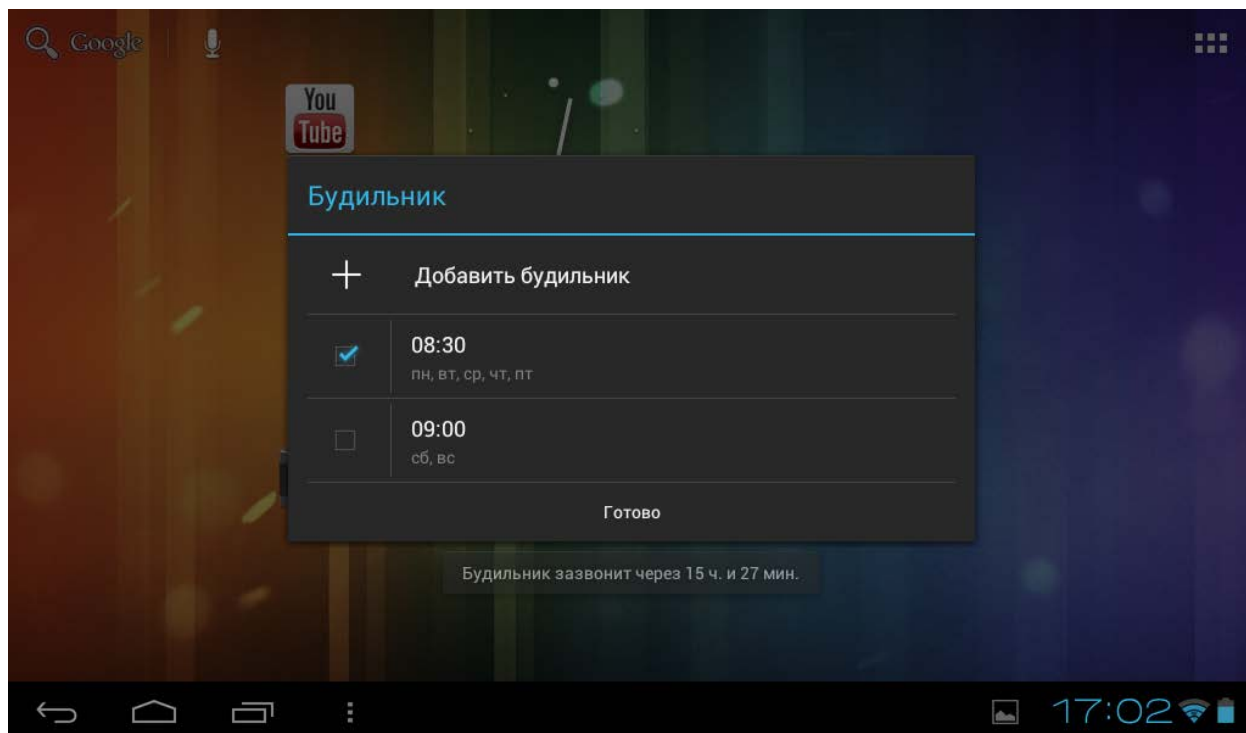 Google
You
Tube
Будильник
Добавить будильник
08:30
пн, вт, ср, чт, пт
09:00
сб, вс
Готово
Будильник зазвонит через 15 ч. и 27 мин.
17:02